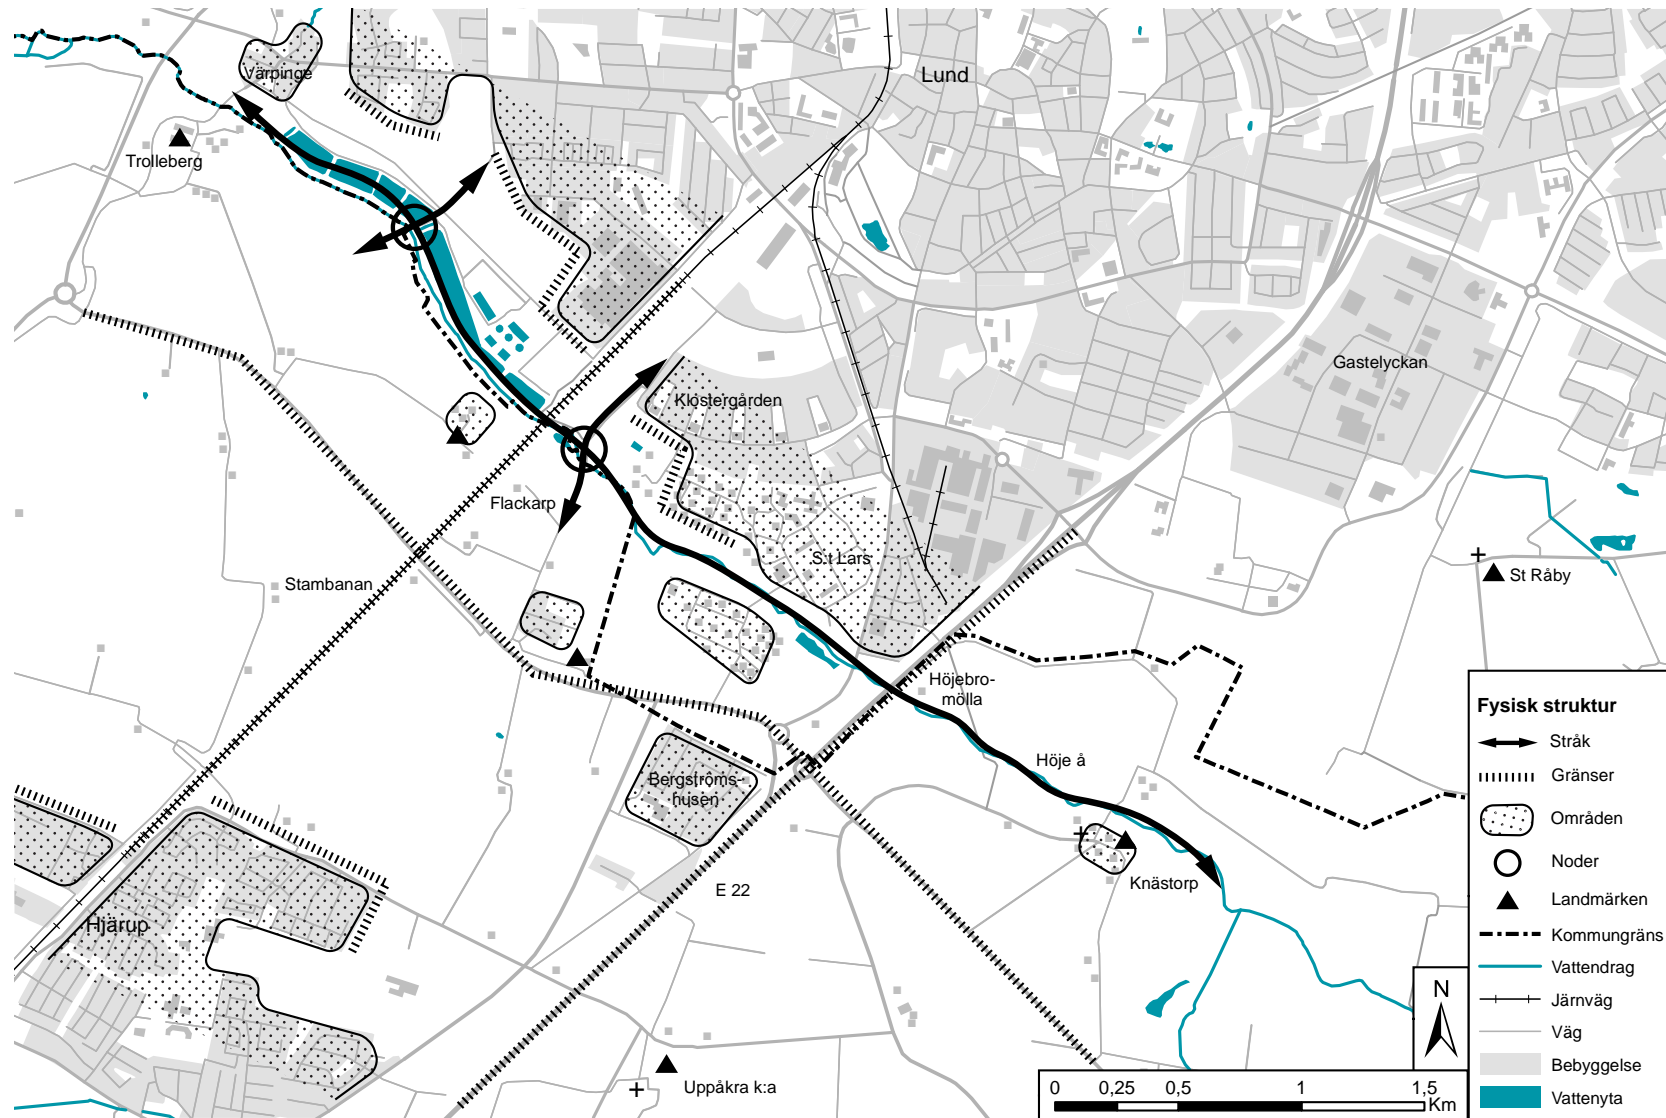 Värpinge
Lund
Trolleberg
Gastelyckan
Klostergården
Flackarp
S:t Lars
Stambanan
St Råby
Höjebro-
mölla
Höje å
Bergströms-
husen
E 22
Knästorp
Hjärup
Uppåkra k:a
Fysisk struktur
Stråk
Gränser
Områden
Noder
Landmärken
Kommungräns
Vattendrag
Järnväg
Väg
Bebyggelse
Vattenyta
N
0 0,25 0,5 1 1,5
Km